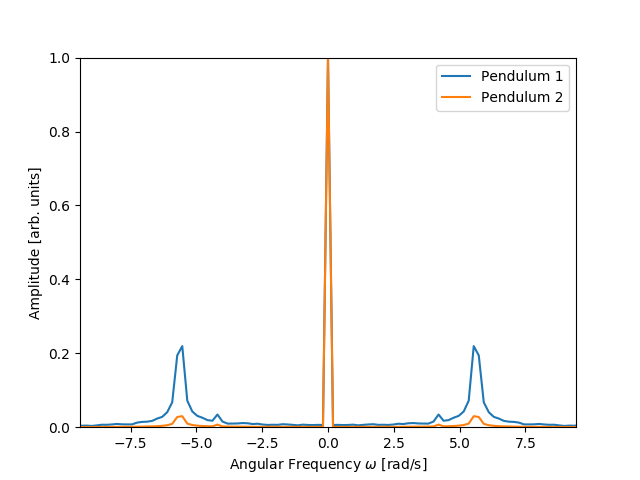 1.0
0.8
0.6
0.4
0.2
0.0
Amplitude [arb. units]
Pendulum 1
Pendulum 2
−7.5 −5.0 −2.5 0.0 2.5 5.0 7.5
Angular Frequency ω [rad/s]